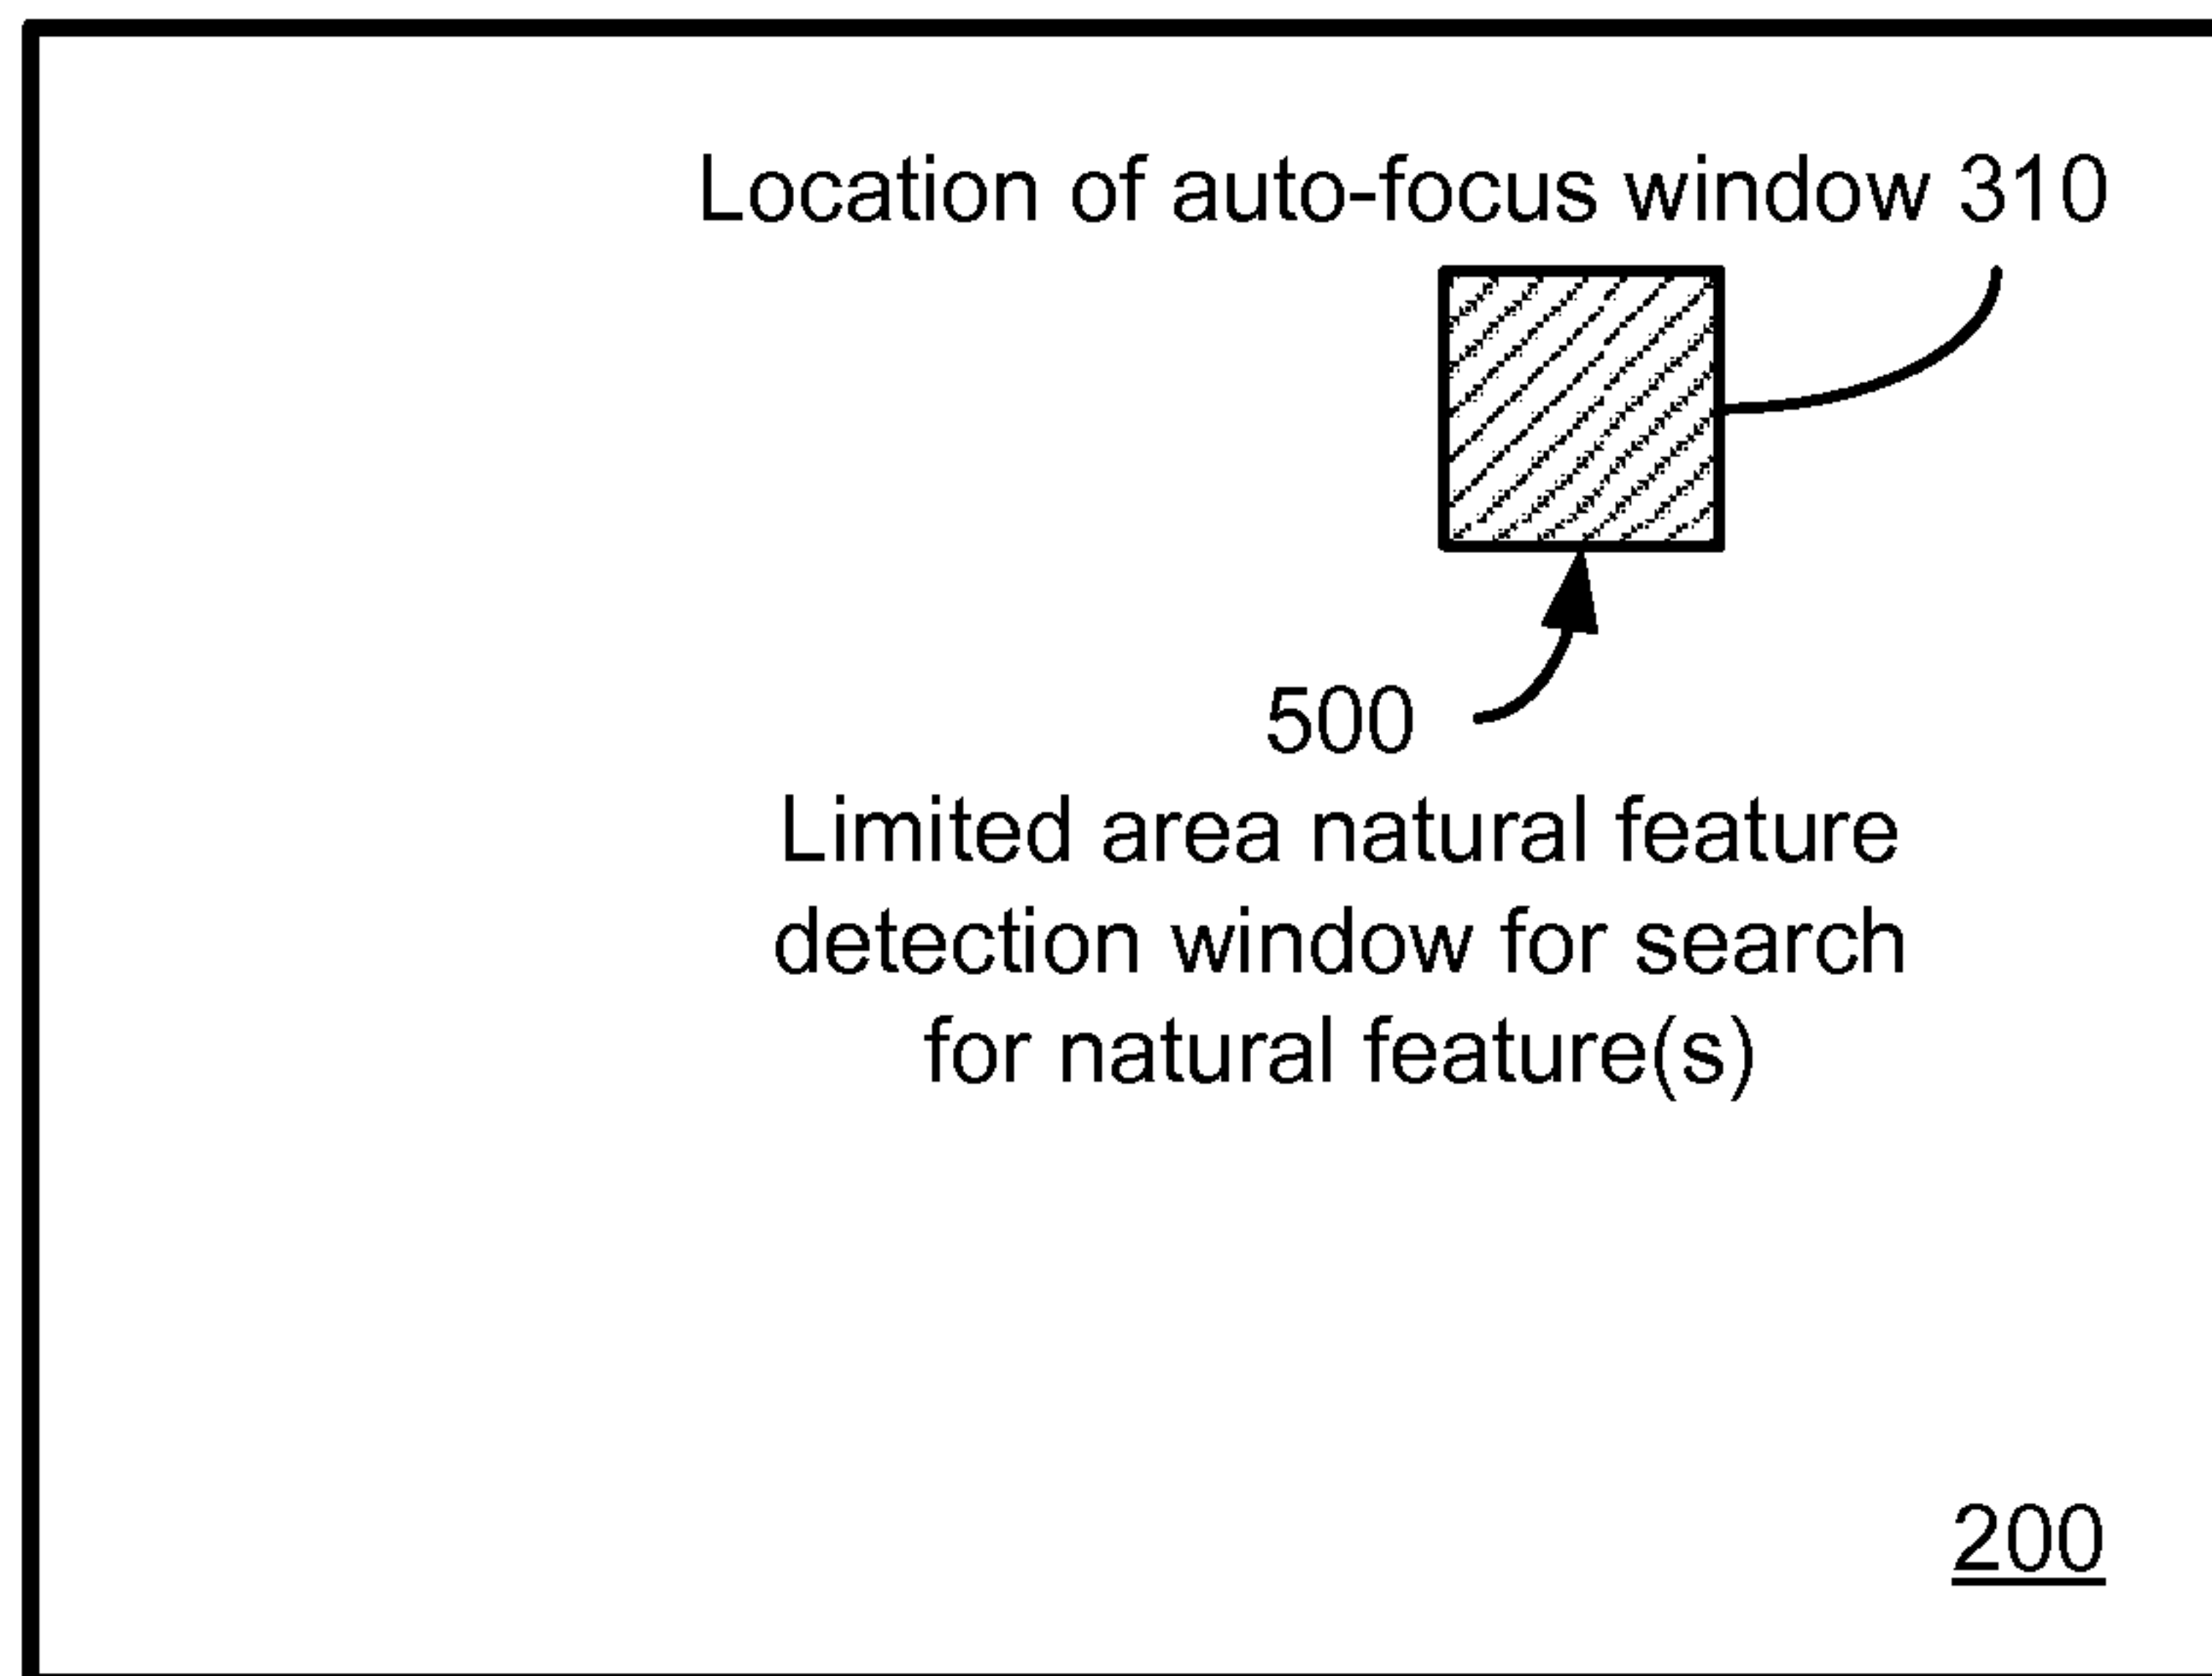 Location of auto-focus window 310
500
Limited area natural feature
detection window for search
for natural feature(s)
200